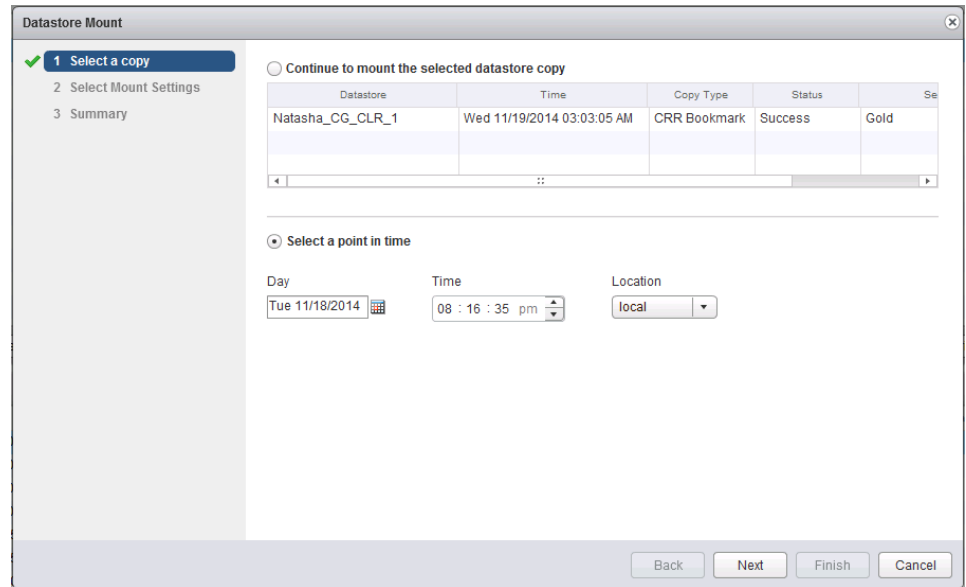 Datastore Mount
1 Select a copy
2 Select Mount Settings
3 Summary
Continue to mount the selected datastore copy
Datastore Time Copy Type Status Se
Natasha_CG_CLR_1 Wed 11/19/2014 03:03:05 AM CRR Bookmark Success Gold
Select a point in time
Day Time Location
Tue 11/18/2014 08 : 16 : 35 pm local
Back Next Finish Cancel